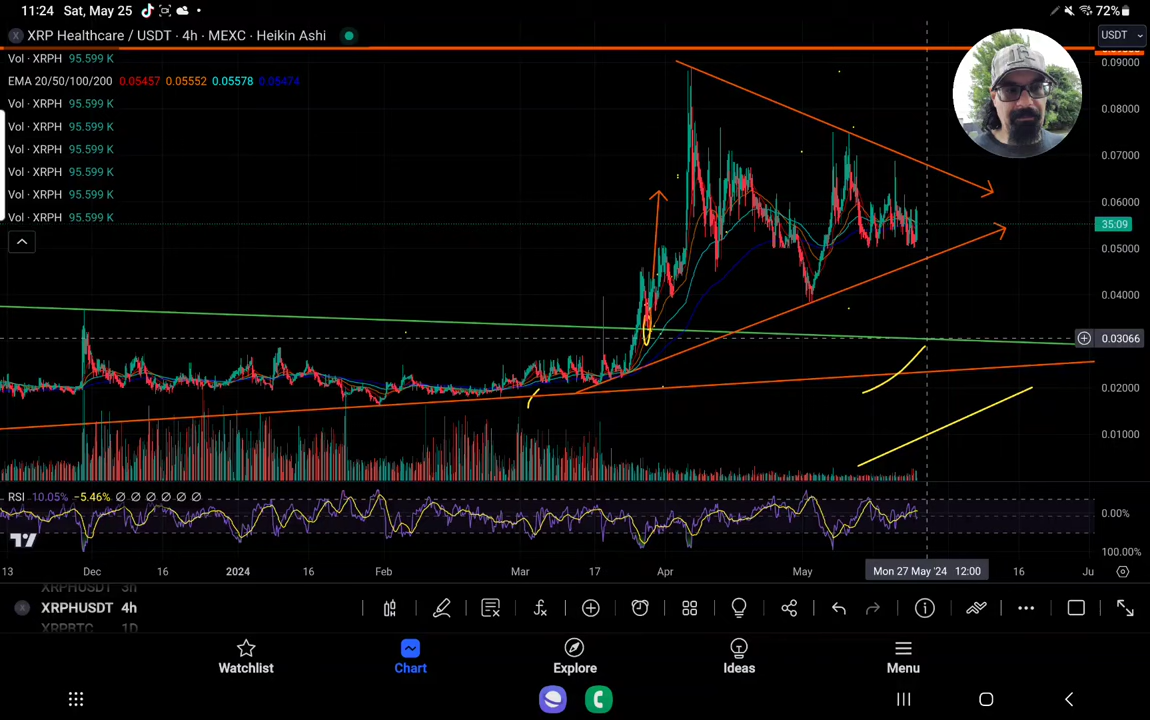 11:24 Sat, May 25 72%
XRP Healthcare / USDT · 4h · MEXC · Heikin Ashi
USDT
Vol · XRPH 95.599 K
EMA 20/50/100/200 0.05457 0.05552 0.05578 0.05474
Vol · XRPH 95.599 K
Vol · XRPH 95.599 K
Vol · XRPH 95.599 K
Vol · XRPH 95.599 K
Vol · XRPH 95.599 K
Vol · XRPH 95.599 K
0.09000
0.08000
0.07000
0.06000
35:09
0.05000
0.04000
0.03066
0.02000
0.01000
RSI 10.05% −5.46% ∅ ∅ ∅ ∅ ∅ ∅
0.00%
100.00%
13 Dec 16 2024 16 Feb Mar 17 Apr May Mon 27 May '24 12:00 16 Ju
XRPHUSDT 3h
XRPHUSDT 4h
XRPBTC 1D
Watchlist Chart Explore Ideas Menu